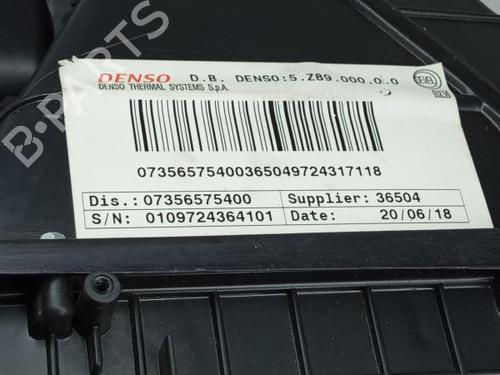 DENSO D.B. DENSO:5.Z89.000.0.0
DENSO THERMAL SYSTEMS S.p.A.
07356575400365049724317118
Dis.: 07356575400 Supplier: 36504
S/N: 0109724364101 Date: 20/06/18
B-PARTS